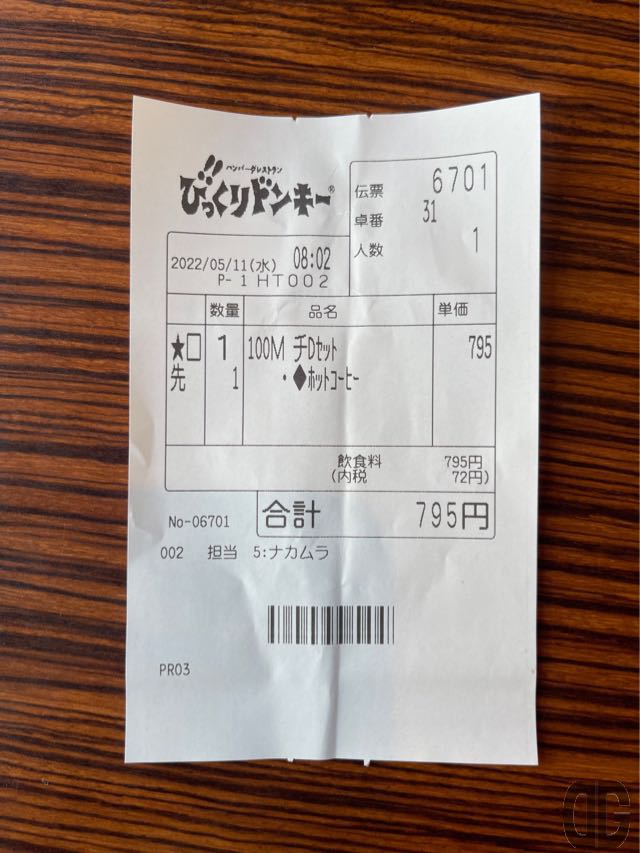 ハンバーグレストラン
びっくりドンキー®
伝票 6701
卓番 31
人数 1
2022/05/11(水) 08:02
P- 1 HT002
数量 品名 単価
★□ 1 100M チDセット 795
先 1 ・◆ホットコーヒー
飲食料 795円
(内税 72円)
No-06701 合計 795円
002 担当 5:ナカムラ
PR03